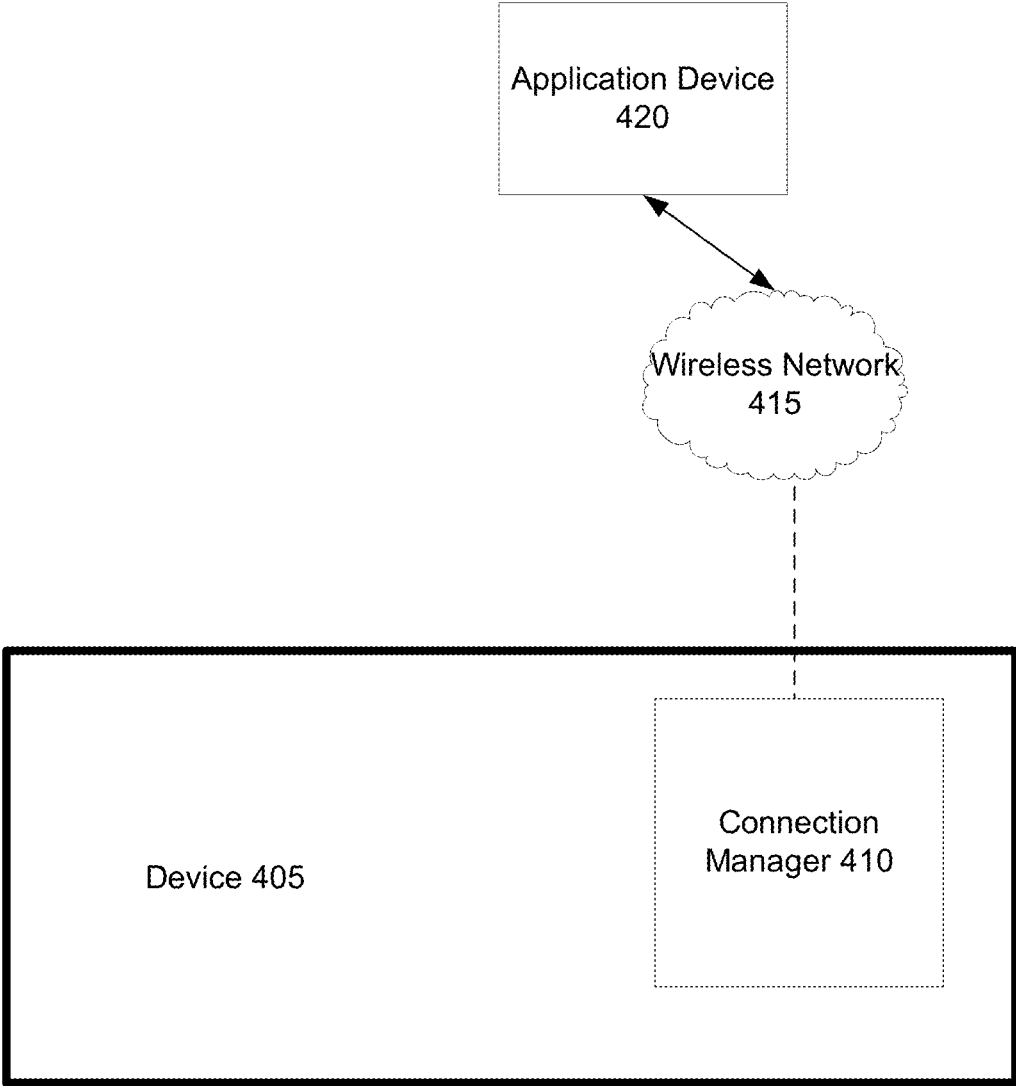 Application Device
420
Wireless Network
415
Connection
Manager 410
Device 405